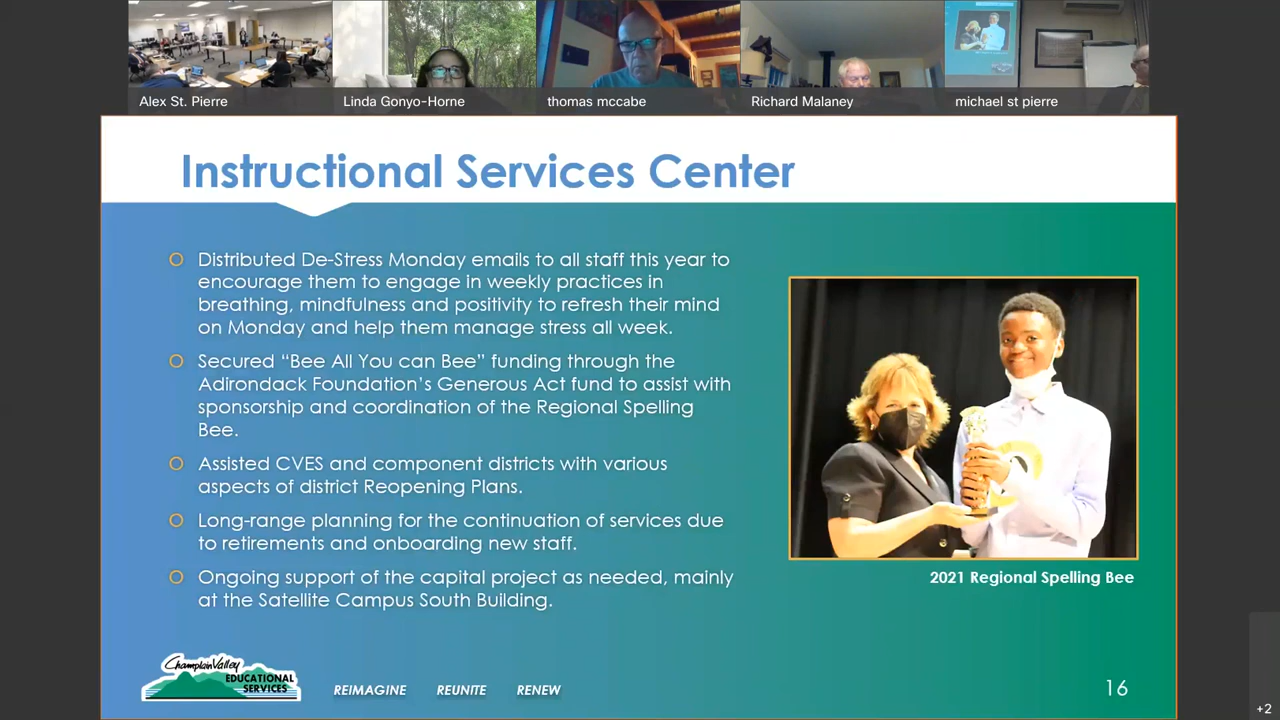 Alex St. Pierre
Linda Gonyo-Horne
thomas mccabe
Richard Malaney
michael st pierre
Instructional Services Center
Distributed De-Stress Monday emails to all staff this year to
encourage them to engage in weekly practices in
breathing, mindfulness and positivity to refresh their mind
on Monday and help them manage stress all week.
Secured “Bee All You can Bee” funding through the
Adirondack Foundation’s Generous Act fund to assist with
sponsorship and coordination of the Regional Spelling
Bee.
Assisted CVES and component districts with various
aspects of district Reopening Plans.
Long-range planning for the continuation of services due
to retirements and onboarding new staff.
Ongoing support of the capital project as needed, mainly
at the Satellite Campus South Building.
2021 Regional Spelling Bee
Champlain Valley
EDUCATIONAL
SERVICES
REIMAGINE REUNITE RENEW
16
+2